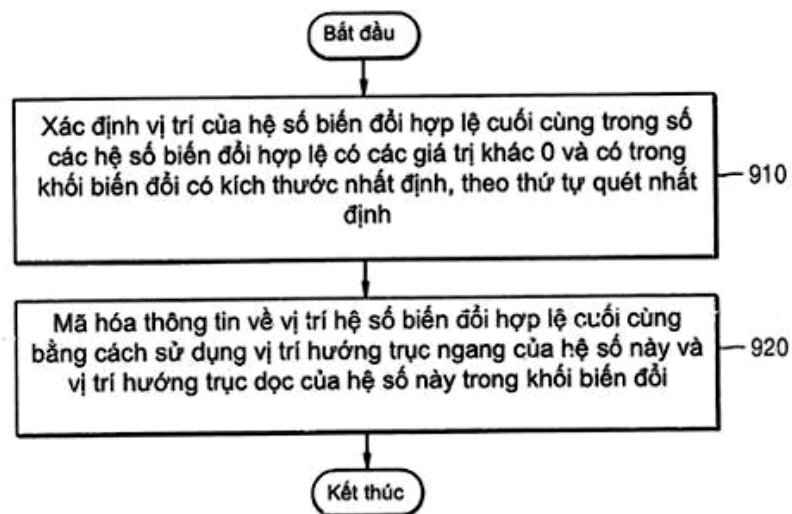 Bắt đầu
Xác định vị trí của hệ số biến đổi hợp lệ cuối cùng trong số
các hệ số biến đổi hợp lệ có các giá trị khác 0 và có trong
khối biến đổi có kích thước nhất định, theo thứ tự quét nhất
định
910
Mã hóa thông tin về vị trí hệ số biến đổi hợp lệ cuối cùng
bằng cách sử dụng vị trí hướng trục ngang của hệ số này và
vị trí hướng trục dọc của hệ số này trong khối biến đổi
920
Kết thúc